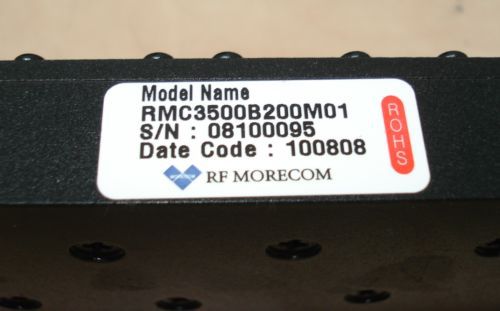 Model Name
RMC3500B200M01
S/N : 08100095
Date Code : 100808
RF MORECOM
ROHS